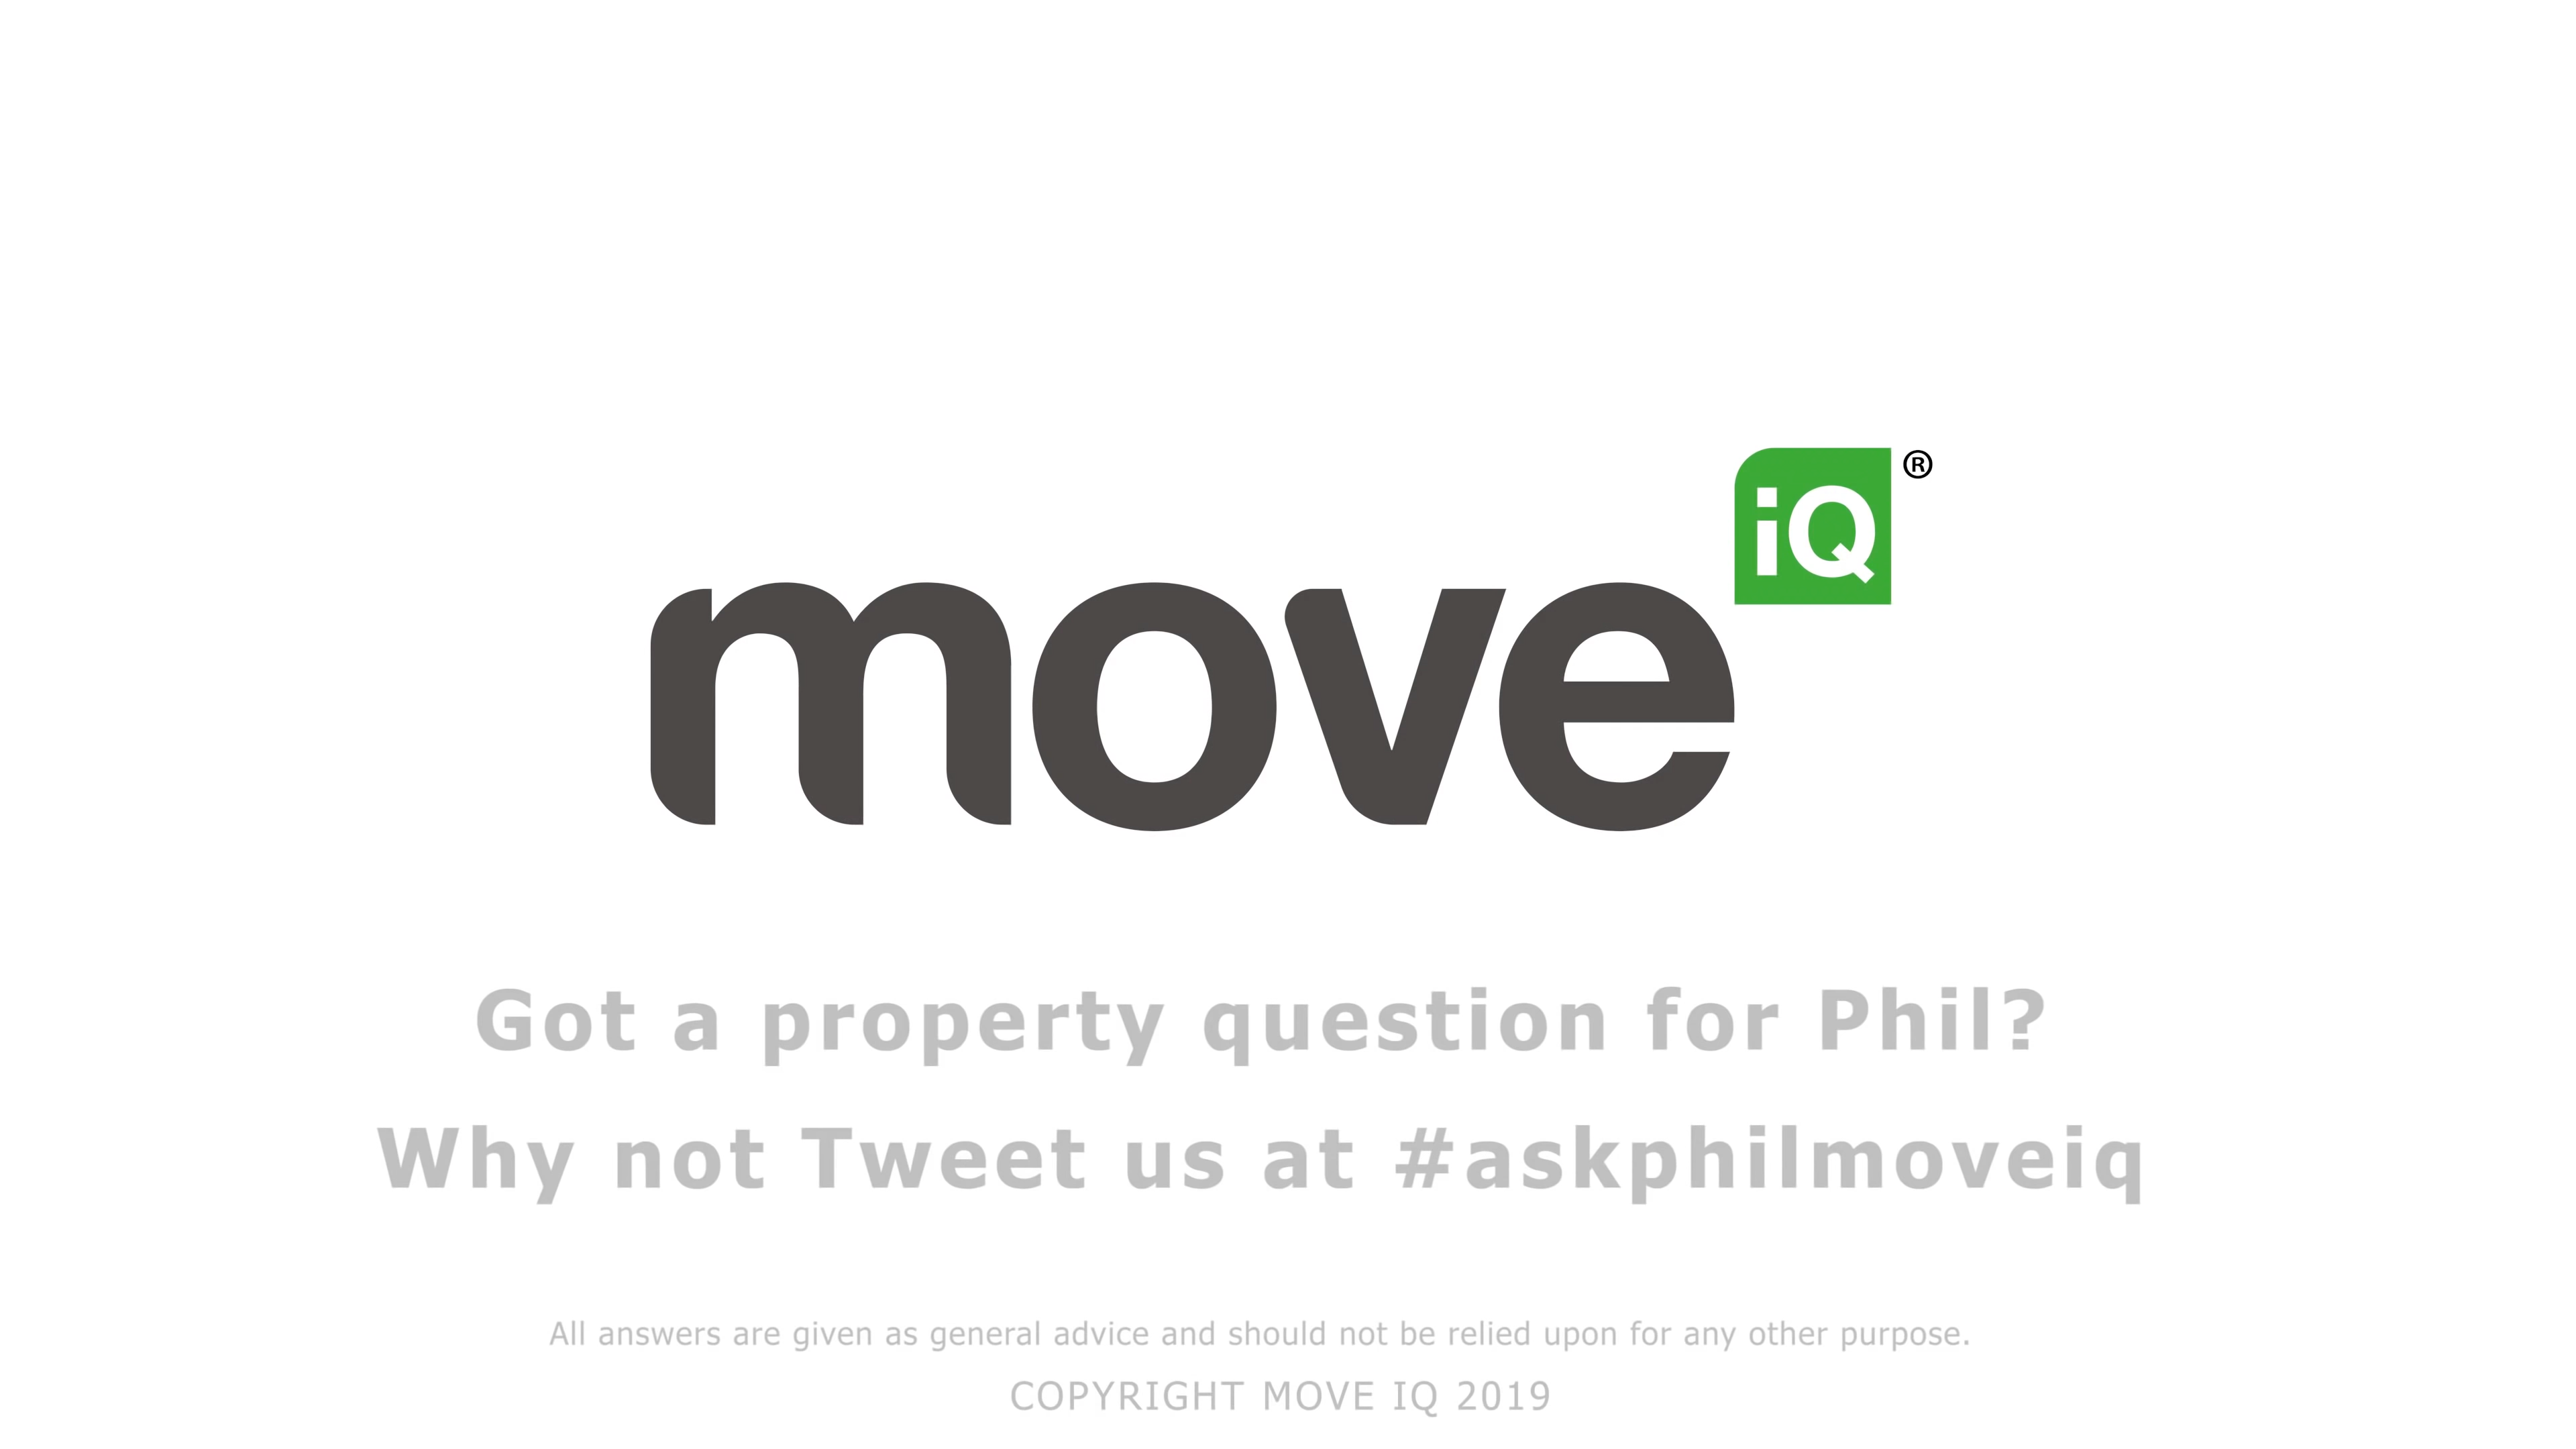 move iQ®
Got a property question for Phil?
Why not Tweet us at #askphilmoveiq
All answers are given as general advice and should not be relied upon for any other purpose.
COPYRIGHT MOVE IQ 2019